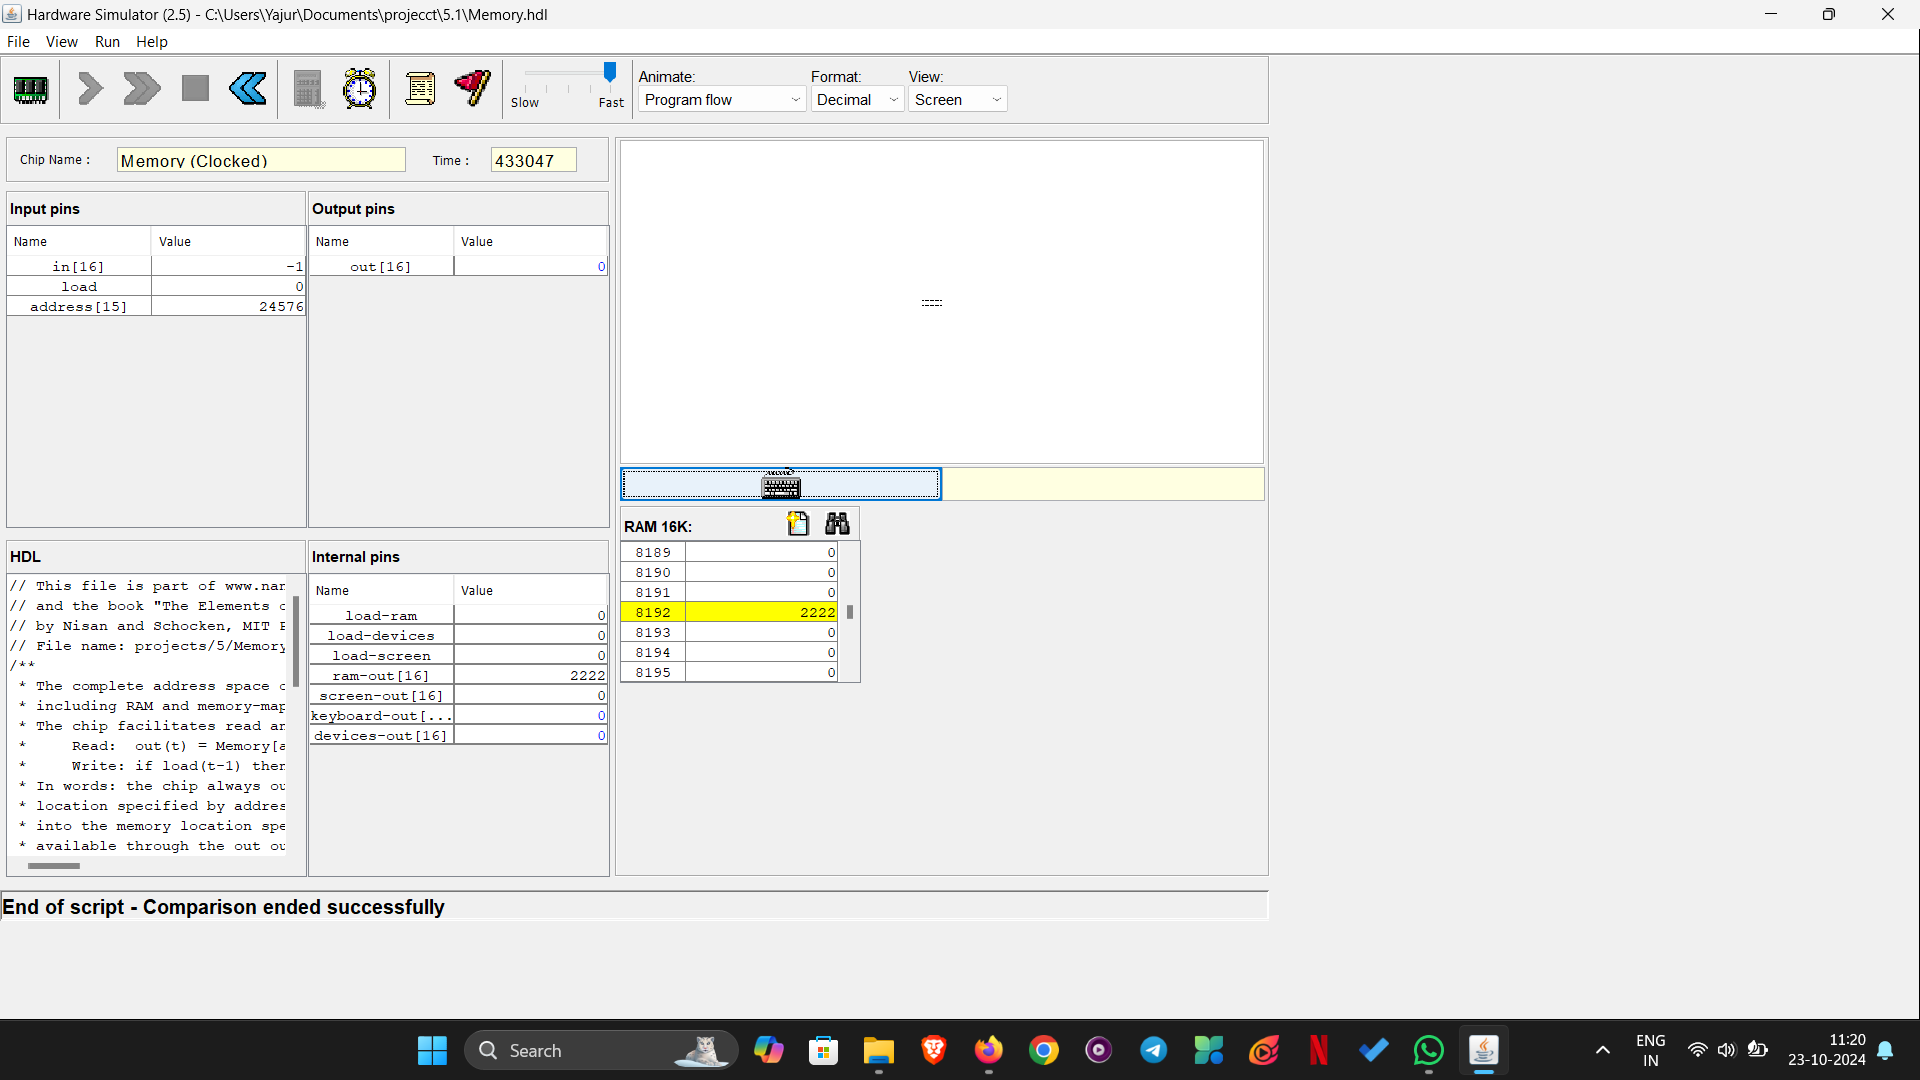 Hardware Simulator (2.5) - C:\Users\Yajur\Documents\projecct\5.1\Memory.hdl
File View Run Help
Slow Fast
Animate: Format: View:
Program flow Decimal Screen
Chip Name : Memory (Clocked) Time : 433047
Input pins
Name Value
in[16] -1
load 0
address[15] 24576
Output pins
Name Value
out[16] 0
HDL
// This file is part of www.nan
// and the book "The Elements o
// by Nisan and Schocken, MIT P
// File name: projects/5/Memory
/**
* The complete address space o
* including RAM and memory-map
* The chip facilitates read an
* Read: out(t) = Memory[a
* Write: if load(t-1) then
* In words: the chip always ou
* location specified by addres
* into the memory location spe
* available through the out ou
Internal pins
Name Value
load-ram 0
load-devices 0
load-screen 0
ram-out[16] 2222
screen-out[16] 0
keyboard-out[... 0
devices-out[16] 0
RAM 16K:
8189 0
8190 0
8191 0
8192 2222
8193 0
8194 0
8195 0
End of script - Comparison ended successfully
Search
ENG
IN
11:20
23-10-2024